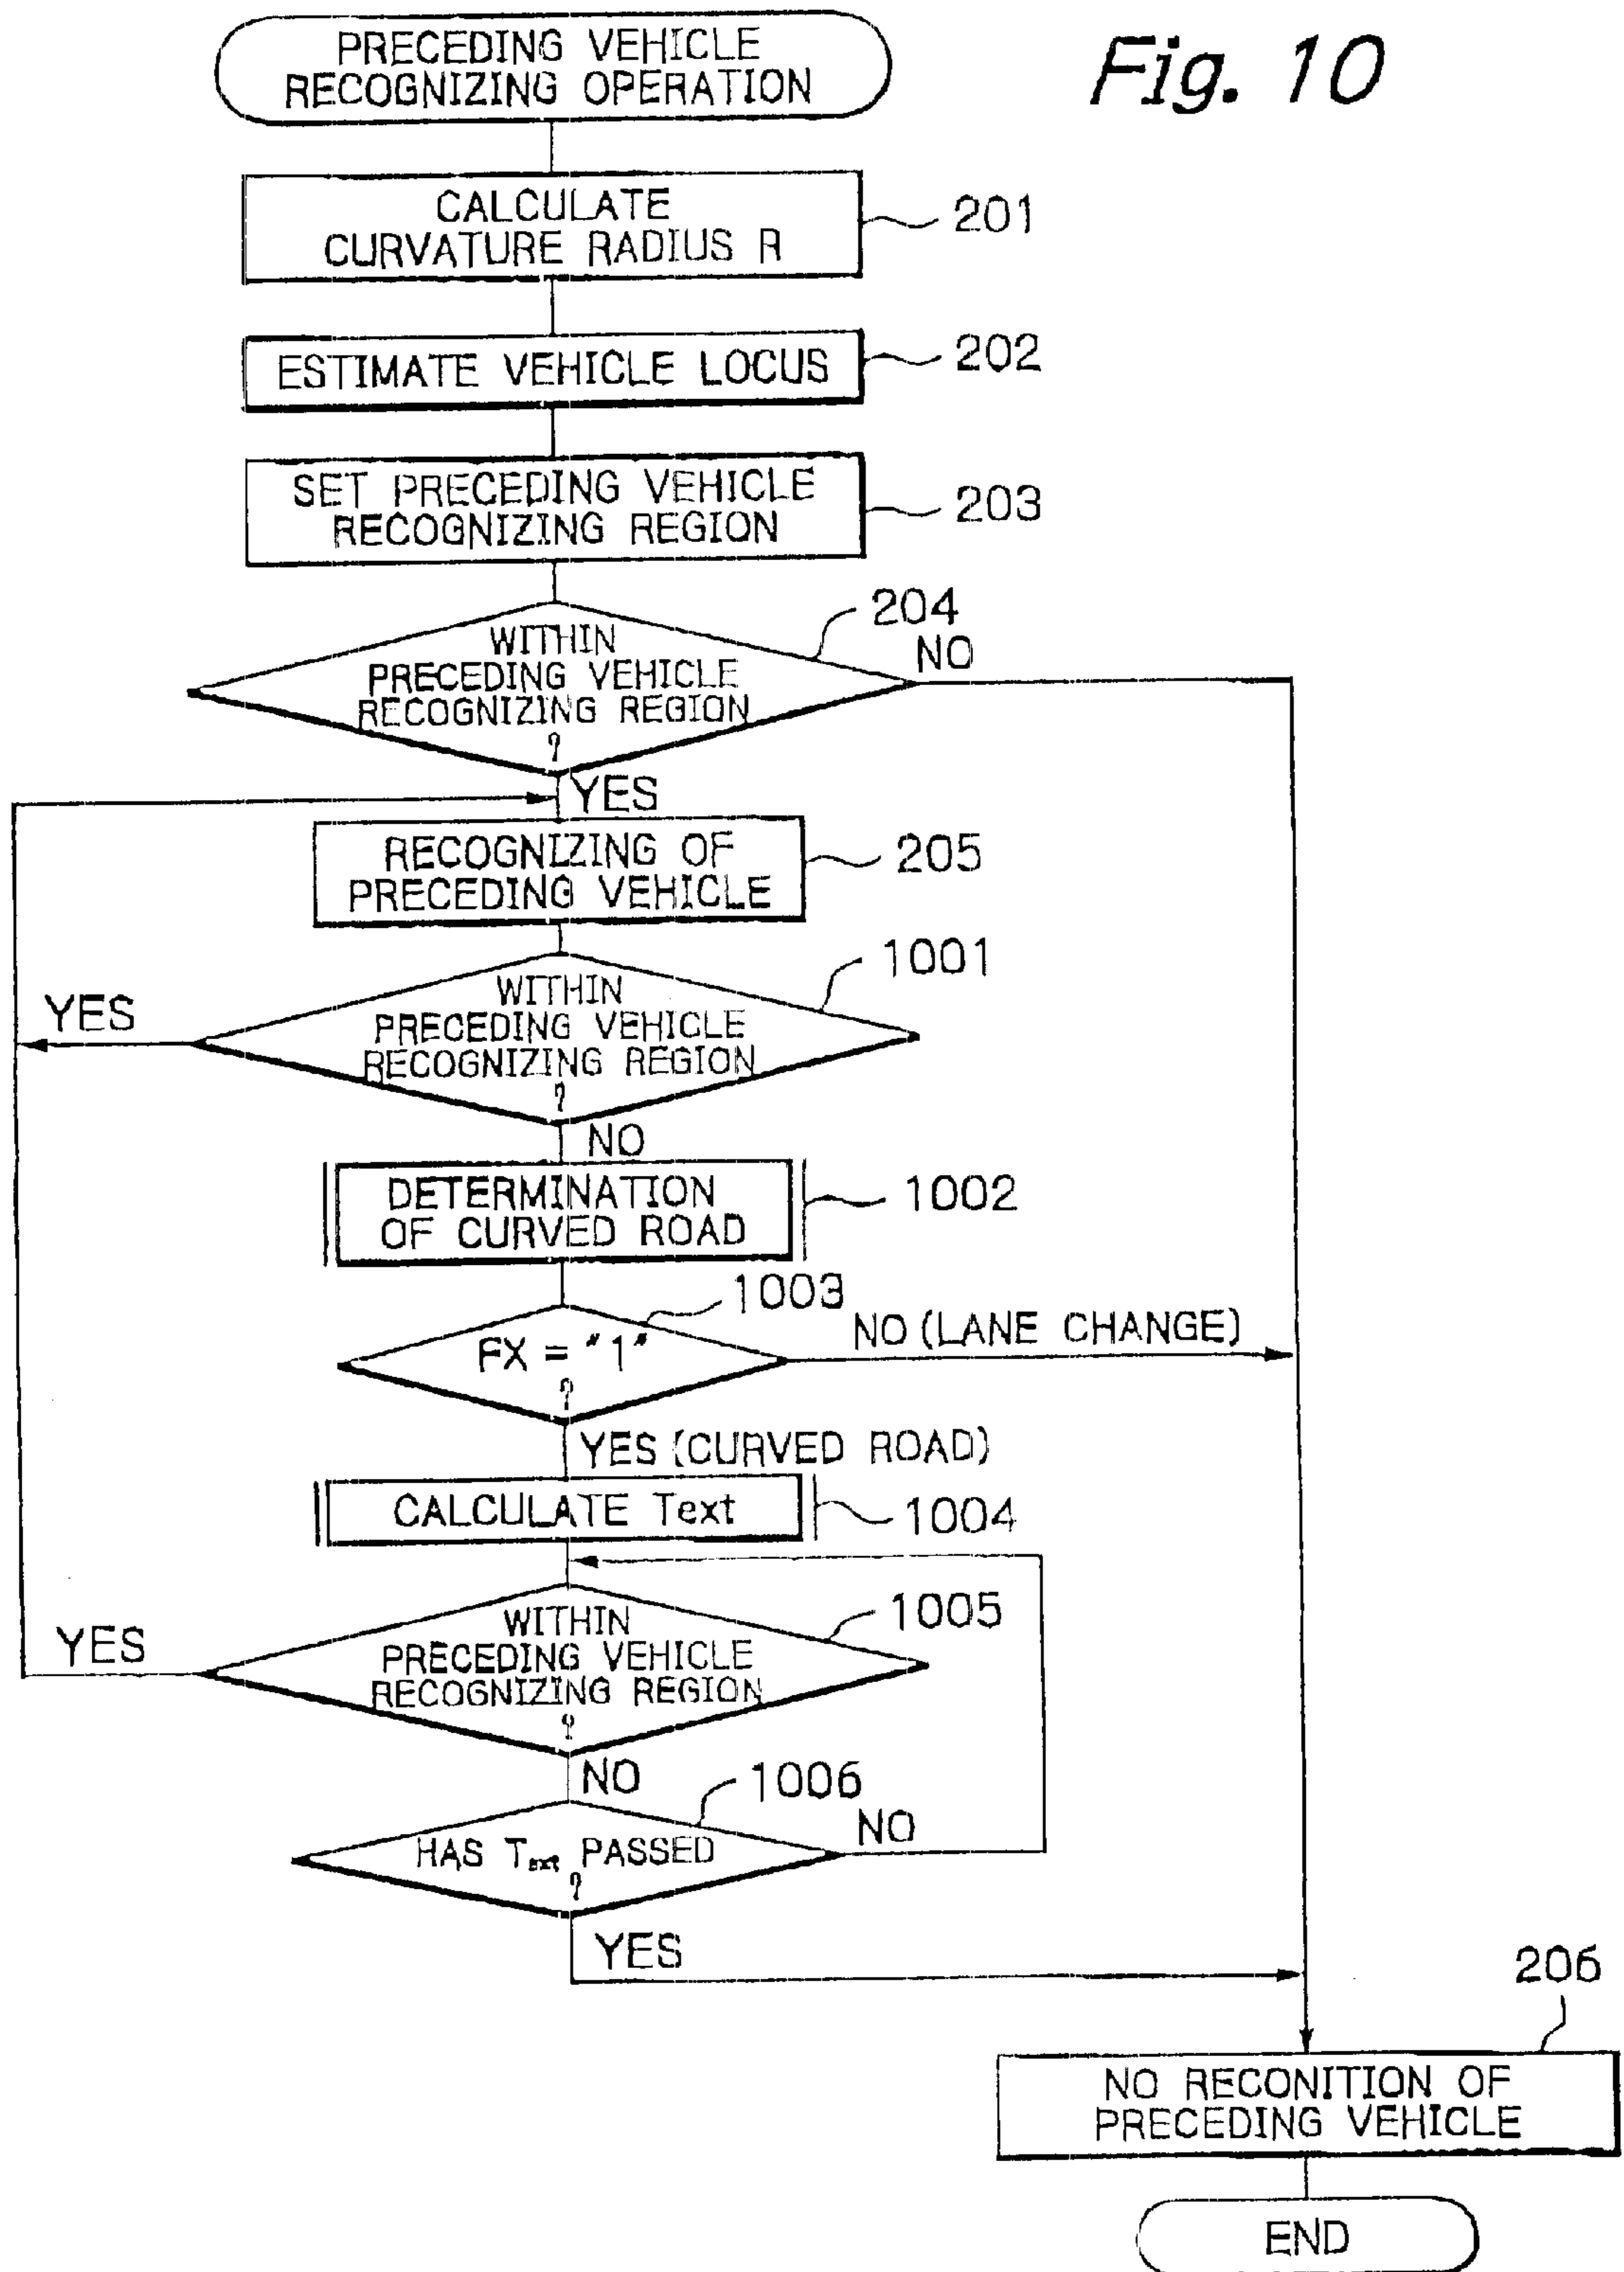 Fig. 10
PRECEDING VEHICLE
RECOGNIZING OPERATION
CALCULATE
CURVATURE RADIUS R
201
ESTIMATE VEHICLE LOCUS
202
SET PRECEDING VEHICLE
RECOGNIZING REGION
203
204
WITHIN
PRECEDING VEHICLE
RECOGNIZING REGION
?
NO
YES
RECOGNIZING OF
PRECEDING VEHICLE
205
1001
WITHIN
PRECEDING VEHICLE
RECOGNIZING REGION
?
YES
NO
DETERMINATION
OF CURVED ROAD
1002
1003
FX = "1"
?
NO (LANE CHANGE)
YES (CURVED ROAD)
CALCULATE Text
1004
1005
WITHIN
PRECEDING VEHICLE
RECOGNIZING REGION
?
YES
NO
1006
HAS Text PASSED
?
NO
YES
206
NO RECONITION OF
PRECEDING VEHICLE
END